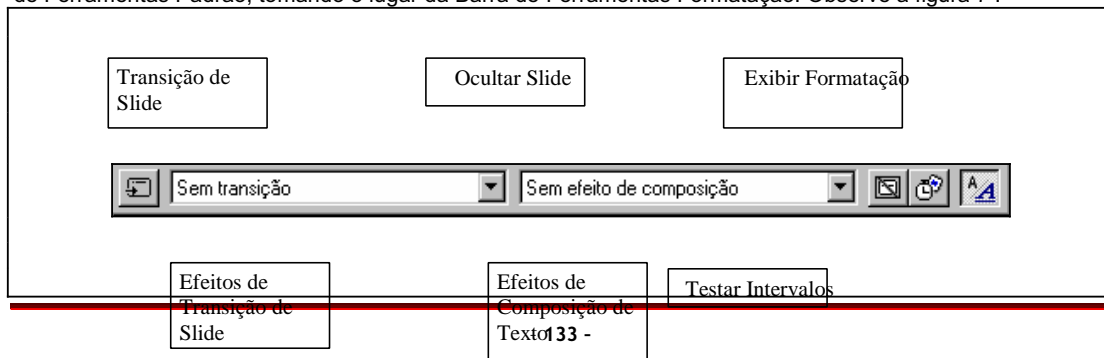 Transição de
Slide
Ocultar Slide
Exibir Formatação
Sem transição
Sem efeito de composição
Efeitos de
Transição de
Slide
Efeitos de
Composição de
Texto
Testar Intervalos
133 -